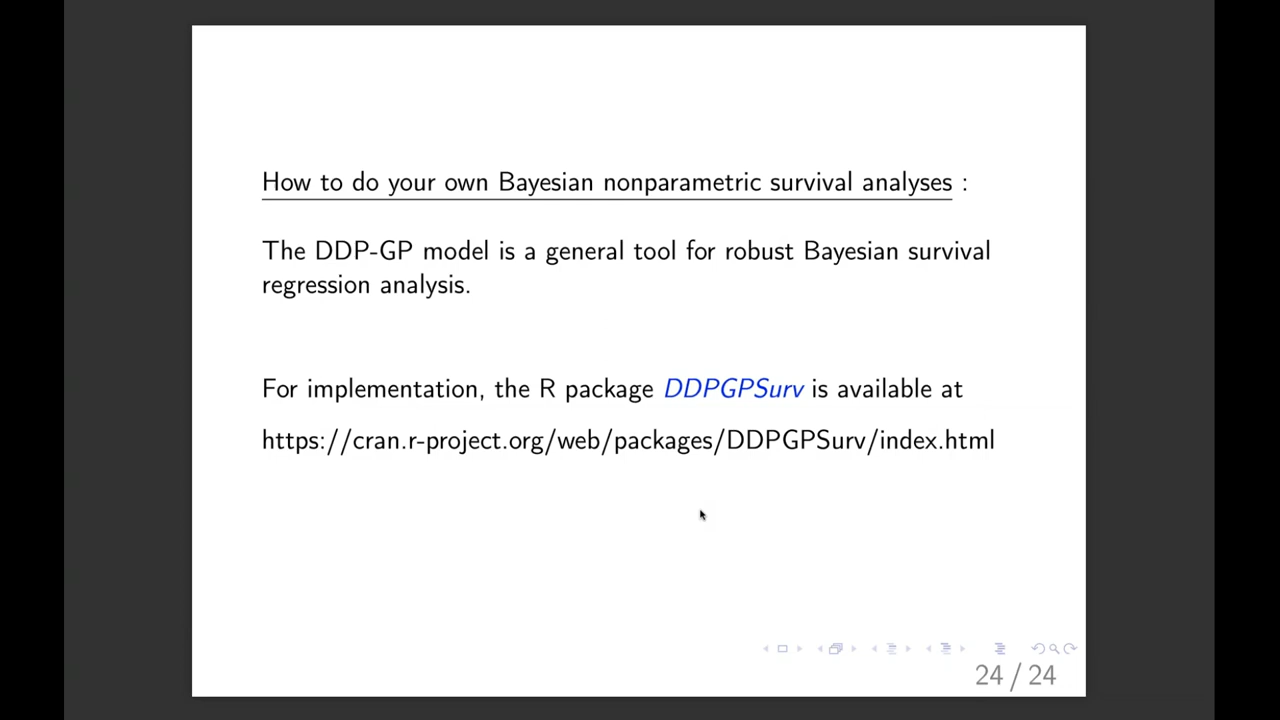 How to do your own Bayesian nonparametric survival analyses :
The DDP-GP model is a general tool for robust Bayesian survival
regression analysis.
For implementation, the R package DDPGPSurv is available at
https://cran.r-project.org/web/packages/DDPGPSurv/index.html
24 / 24